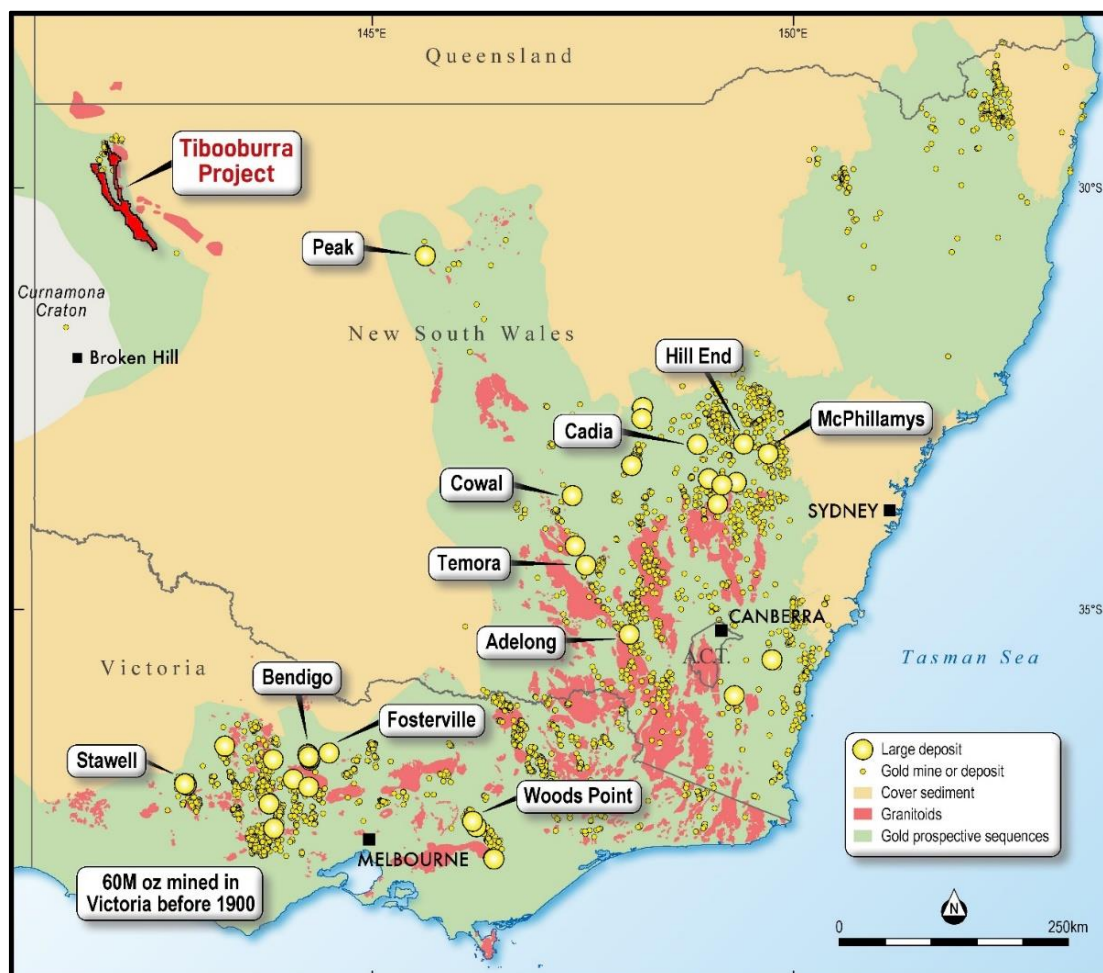 145°E
150°E
Queensland
Tibooburra
Project
30°S
Peak
Curnamona
Craton
New South Wales
Broken Hill
Hill End
Cadia
McPhillamys
Cowal
SYDNEY
Temora
35°S
CANBERRA
Adelong
A.C.T.
Victoria
Tasman Sea
Bendigo
Fosterville
Stawell
Woods Point
MELBOURNE
60M oz mined in
Victoria before 1900
Large deposit
Gold mine or deposit
Cover sediment
Granitoids
Gold prospective sequences
N
0
250km